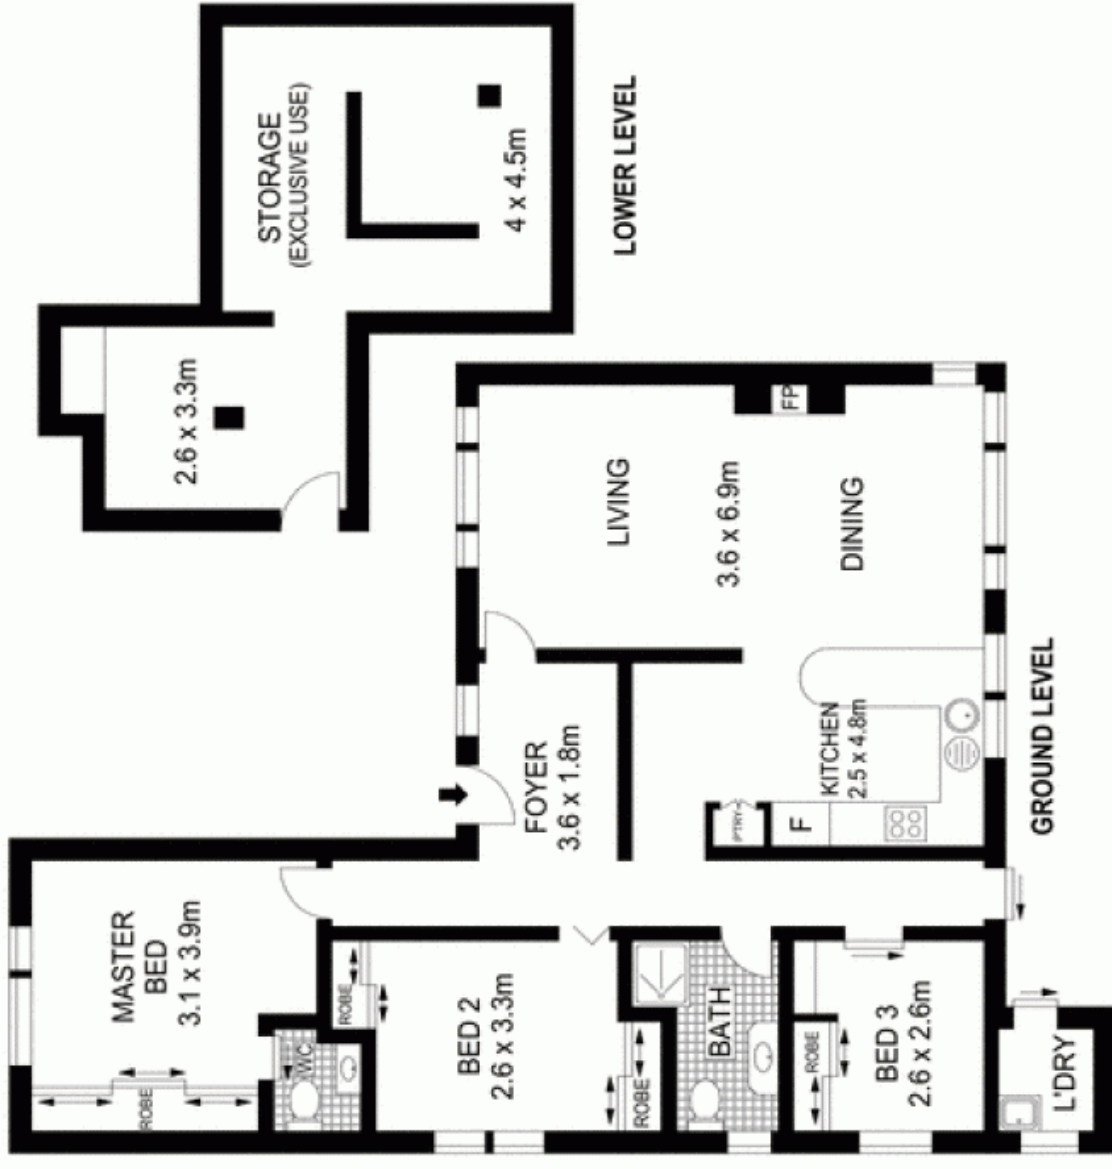 STORAGE
(EXCLUSIVE USE)
4 x 4.5m
LOWER LEVEL
2.6 x 3.3m
LIVING
3.6 x 6.9m
DINING
FP
FOYER
3.6 x 1.8m
KITCHEN
2.5 x 4.8m
PTRY
F
GROUND LEVEL
MASTER
BED
3.1 x 3.9m
ROBE
WC
ROBE
BED 2
2.6 x 3.3m
ROBE
BATH
ROBE
BED 3
2.6 x 2.6m
L'DRY